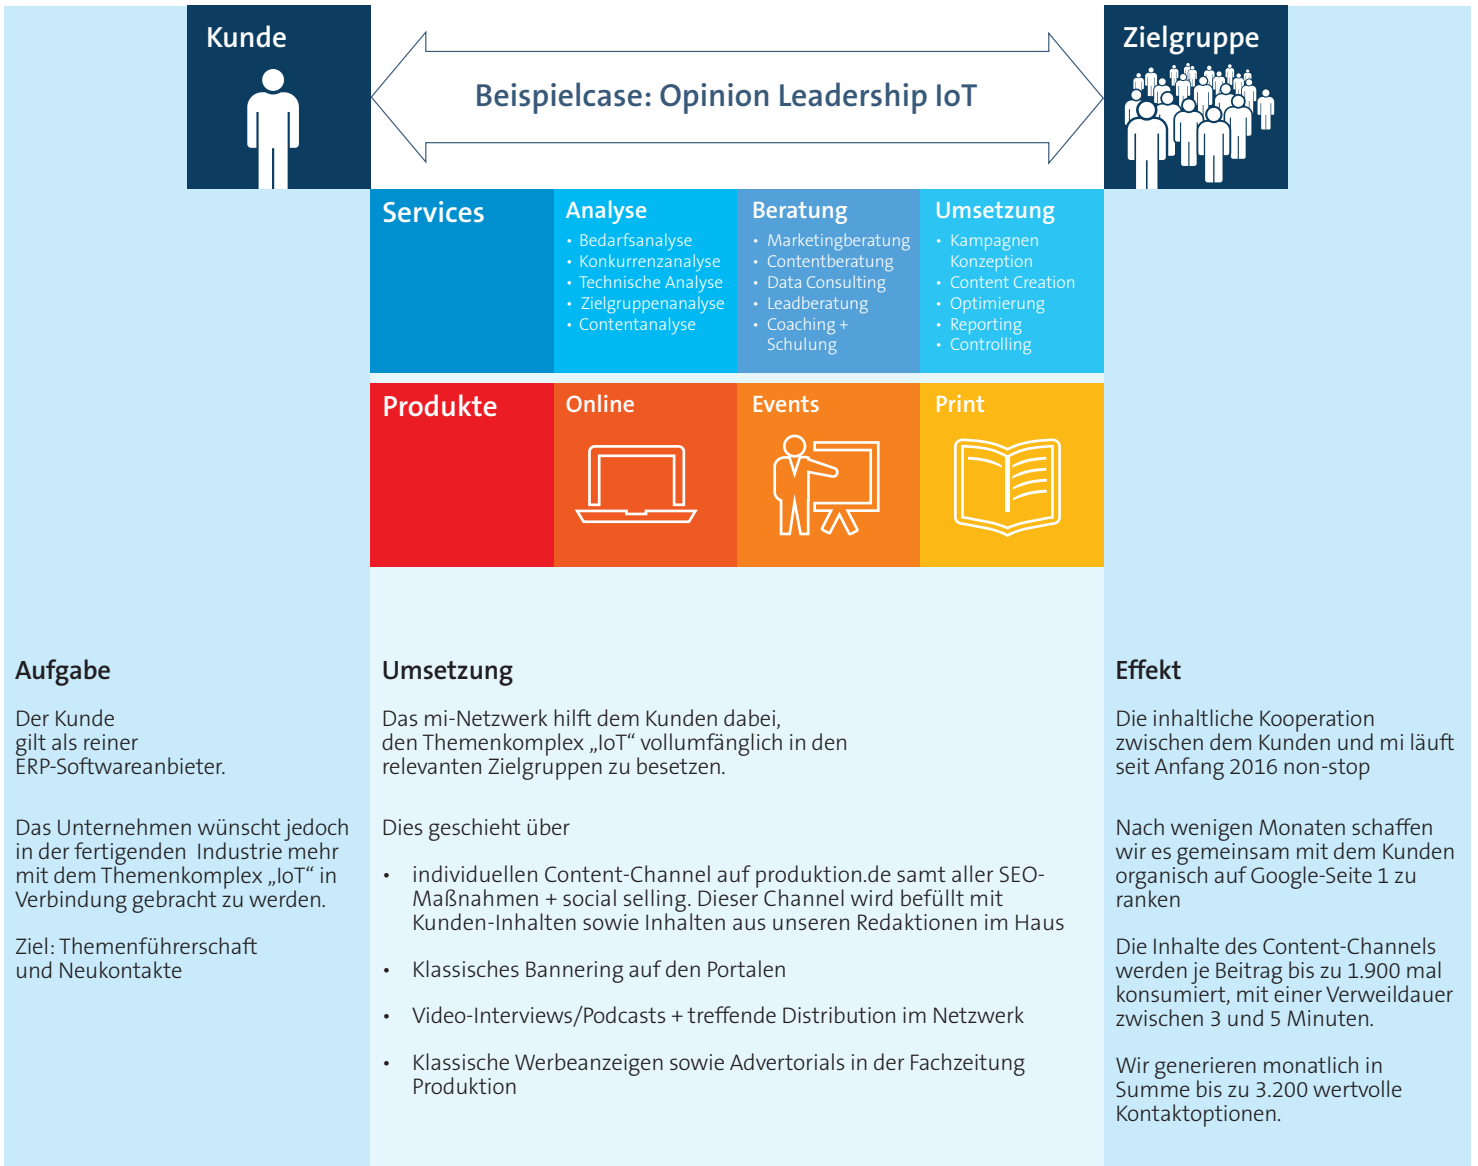 Kunde
Beispielcase: Opinion Leadership IoT
Zielgruppe
Services
Analyse
• Bedarfsanalyse
• Konkurrenzanalyse
• Technische Analyse
• Zielgruppenanalyse
• Contentanalyse
Beratung
• Marketingberatung
• Contentberatung
• Data Consulting
• Leadberatung
• Coaching +
Schulung
Umsetzung
• Kampagnen
Konzeption
• Content Creation
• Optimierung
• Reporting
• Controlling
Produkte
Online
Events
Print
Aufgabe
Der Kunde
gilt als reiner
ERP-Softwareanbieter.
Das Unternehmen wünscht jedoch
in der fertigenden Industrie mehr
mit dem Themenkomplex „IoT“ in
Verbindung gebracht zu werden.
Ziel: Themenführerschaft
und Neukontakte
Umsetzung
Das mi-Netzwerk hilft dem Kunden dabei,
den Themenkomplex „IoT“ vollumfänglich in den
relevanten Zielgruppen zu besetzen.
Dies geschieht über
• individuellen Content-Channel auf produktion.de samt aller SEO-
Maßnahmen + social selling. Dieser Channel wird befüllt mit
Kunden-Inhalten sowie Inhalten aus unseren Redaktionen im Haus
• Klassisches Bannering auf den Portalen
• Video-Interviews/Podcasts + treffende Distribution im Netzwerk
• Klassische Werbeanzeigen sowie Advertorials in der Fachzeitung
Produktion
Effekt
Die inhaltliche Kooperation
zwischen dem Kunden und mi läuft
seit Anfang 2016 non-stop
Nach wenigen Monaten schaffen
wir es gemeinsam mit dem Kunden
organisch auf Google-Seite 1 zu
ranken
Die Inhalte des Content-Channels
werden je Beitrag bis zu 1.900 mal
konsumiert, mit einer Verweildauer
zwischen 3 und 5 Minuten.
Wir generieren monatlich in
Summe bis zu 3.200 wertvolle
Kontaktoptionen.